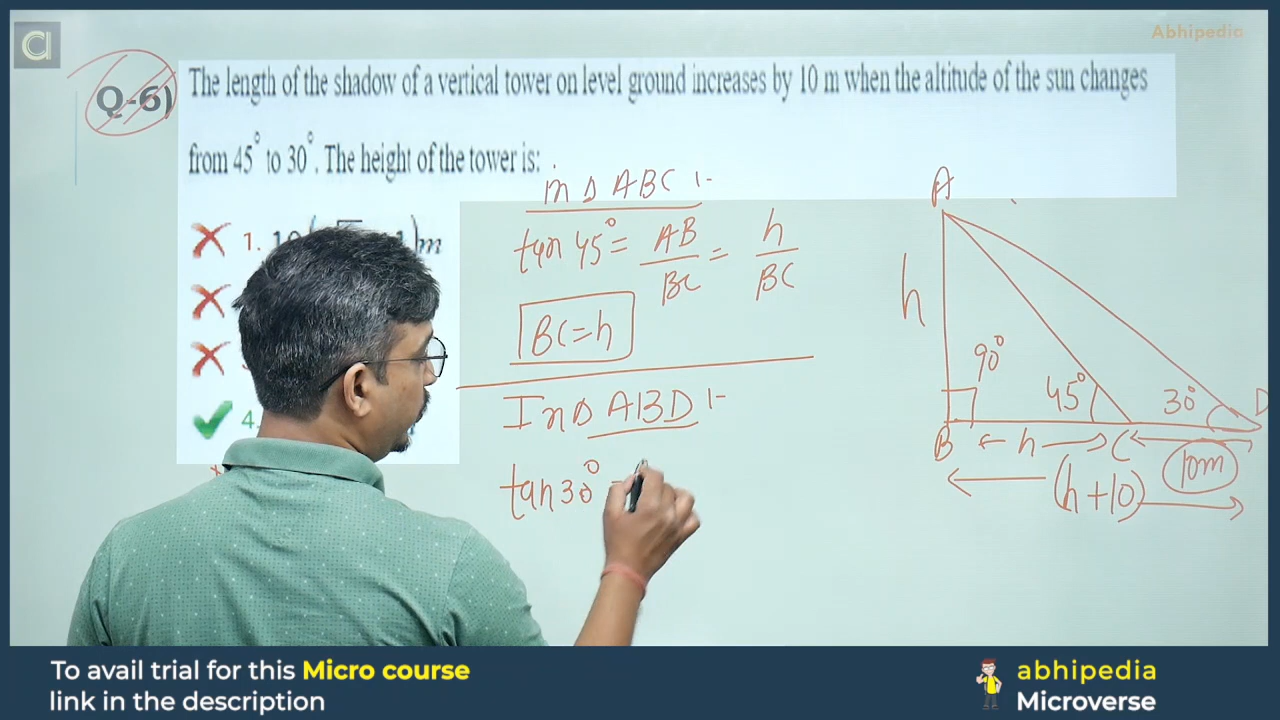 Abhipedia
Q-6)
The length of the shadow of a vertical tower on level ground increases by 10 m when the altitude of the sun changes
from 45° to 30°. The height of the tower is:
1. m
4.
in Δ ABC :-
tan 45° = AB/BC = h/BC
BC = h
In Δ ABD :-
tan 30° =
A
h
90°
45°
30°
B
h
C
D
10m
(h+10)
To avail trial for this Micro course
link in the description
abhipedia
Microverse